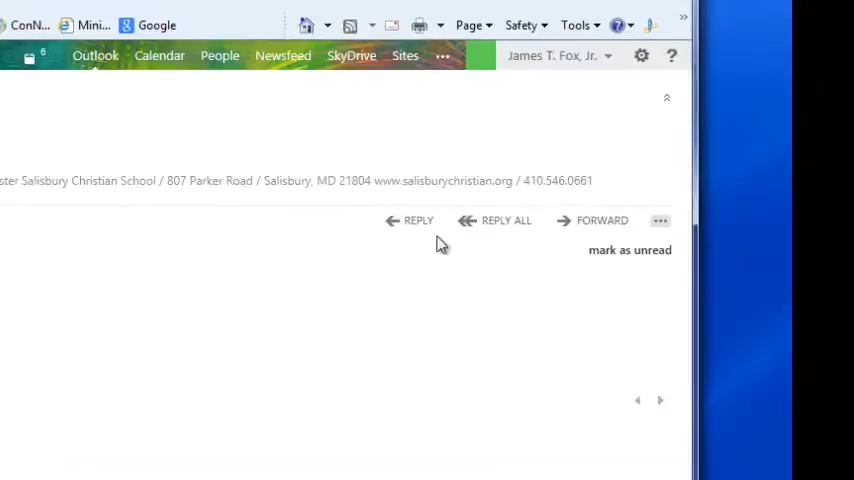 ConN... Mini... Google Page Safety Tools
6 Outlook Calendar People Newsfeed SkyDrive Sites ... James T. Fox, Jr. ?
ster Salisbury Christian School / 807 Parker Road / Salisbury, MD 21804 www.salisburychristian.org / 410.546.0661
REPLY REPLY ALL FORWARD ...
mark as unread